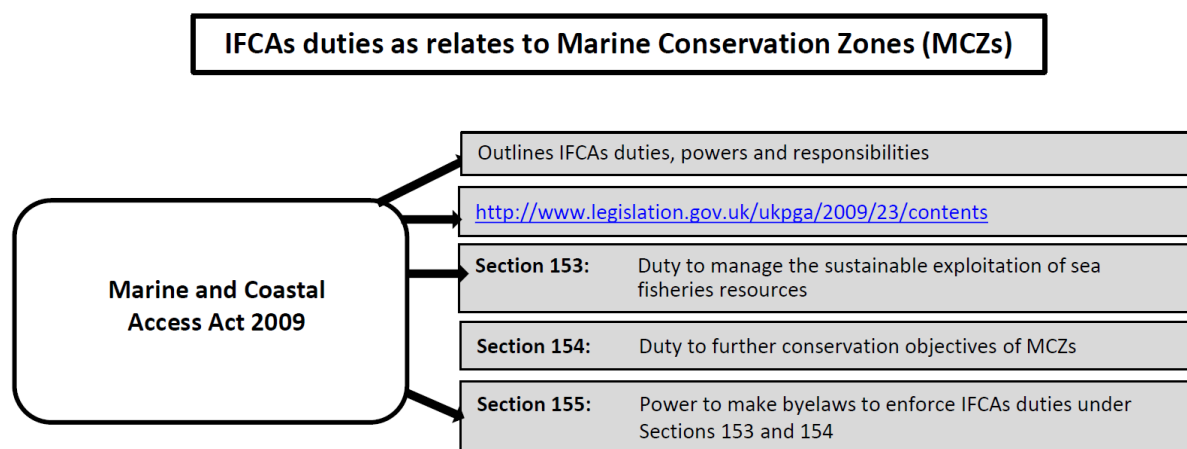 IFCAs duties as relates to Marine Conservation Zones (MCZs)
Outlines IFCAs duties, powers and responsibilities
http://www.legislation.gov.uk/ukpga/2009/23/contents
Marine and Coastal
Access Act 2009
Section 153: Duty to manage the sustainable exploitation of sea
fisheries resources
Section 154: Duty to further conservation objectives of MCZs
Section 155: Power to make byelaws to enforce IFCAs duties under
Sections 153 and 154